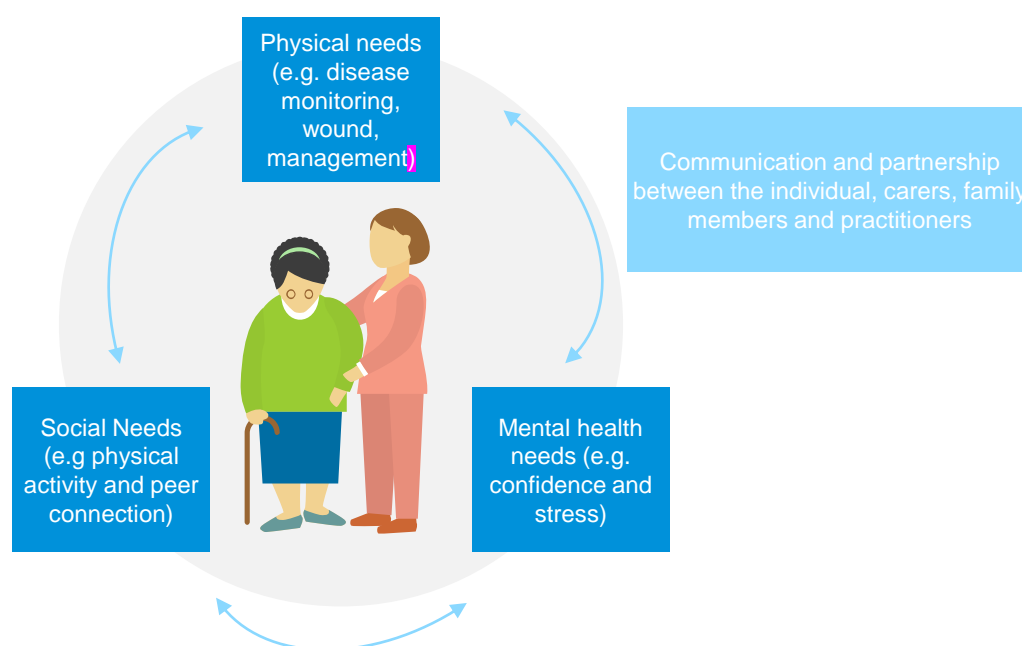 Physical needs
(e.g. disease
monitoring,
wound,
management)
Communication and partnership
between the individual, carers, family
members and practitioners
Social Needs
(e.g physical
activity and peer
connection)
Mental health
needs (e.g.
confidence and
stress)